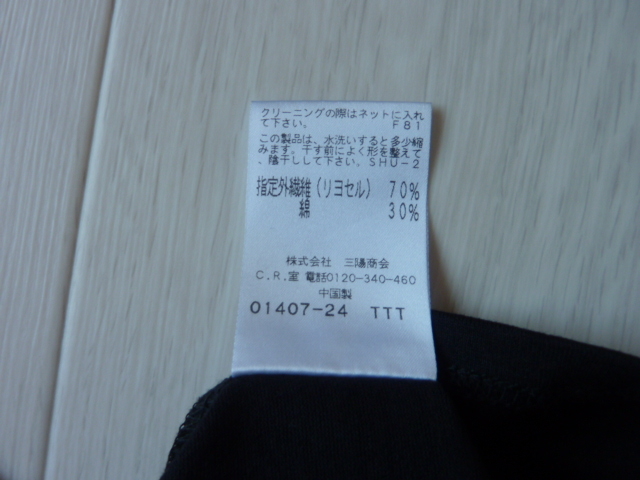 クリーニングの際はネットに入れ
て下さい。 F81
この製品は、水洗いすると多少縮
みます。干す前によく形を整えて
、陰干しして下さい。SHU-2
指定外繊維(リヨセル) 70%
綿 30%
株式会社 三陽商会
C.R.室 電話0120-340-460
中国製
01407-24 TTT